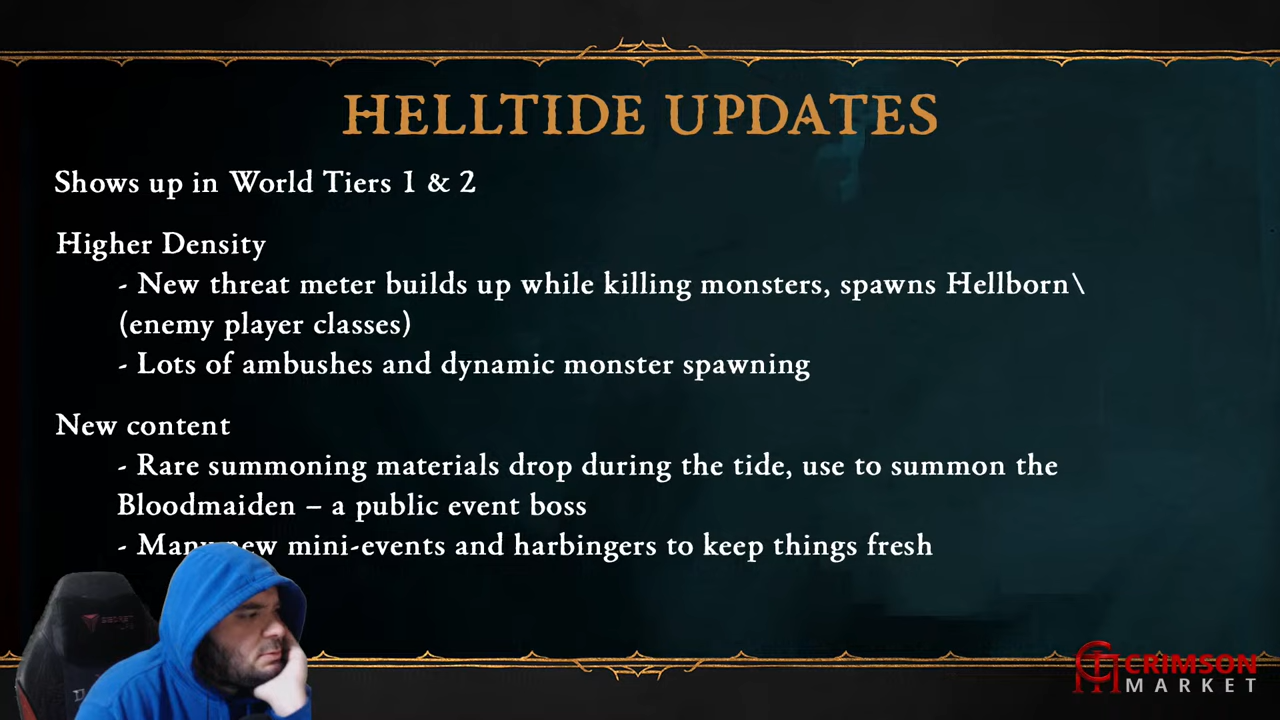 HELLTIDE UPDATES
Shows up in World Tiers 1 & 2
Higher Density
- New threat meter builds up while killing monsters, spawns Hellborn\
(enemy player classes)
- Lots of ambushes and dynamic monster spawning
New content
- Rare summoning materials drop during the tide, use to summon the
Bloodmaiden – a public event boss
- Many new mini-events and harbingers to keep things fresh
CRIMSON
MARKET